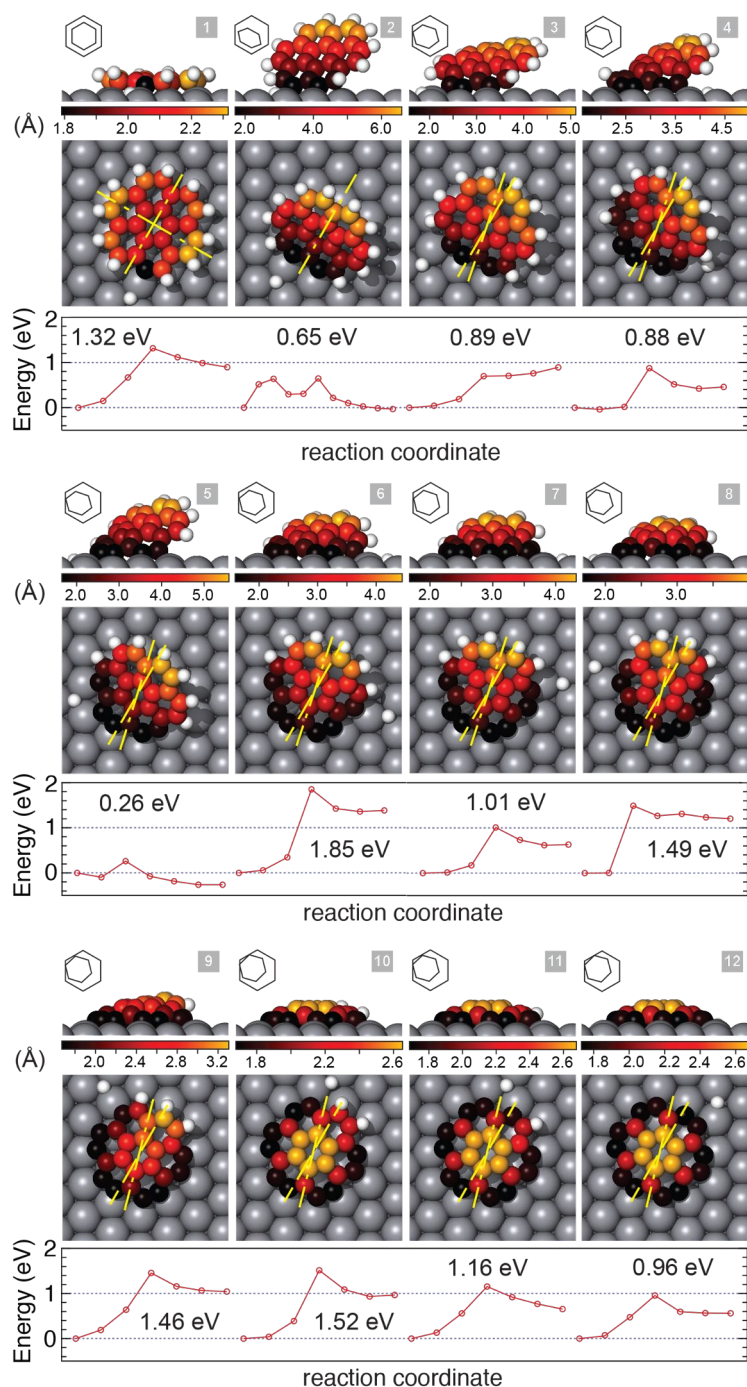 1 2 3 4
(Å) 1.8 2.0 2.2 2.0 4.0 6.0 2.0 3.0 4.0 5.0 2.5 3.5 4.5
Energy (eV)
2
1
0
1.32 eV 0.65 eV 0.89 eV 0.88 eV
reaction coordinate
5 6 7 8
(Å) 2.0 3.0 4.0 5.0 2.0 3.0 4.0 2.0 3.0 4.0 2.0 3.0
Energy (eV)
2
1
0
0.26 eV 1.85 eV 1.01 eV 1.49 eV
reaction coordinate
9 10 11 12
(Å) 2.0 2.4 2.8 3.2 1.8 2.2 2.6 1.8 2.0 2.2 2.4 2.6 1.8 2.0 2.2 2.4 2.6
Energy (eV)
2
1
0
1.46 eV 1.52 eV 1.16 eV 0.96 eV
reaction coordinate